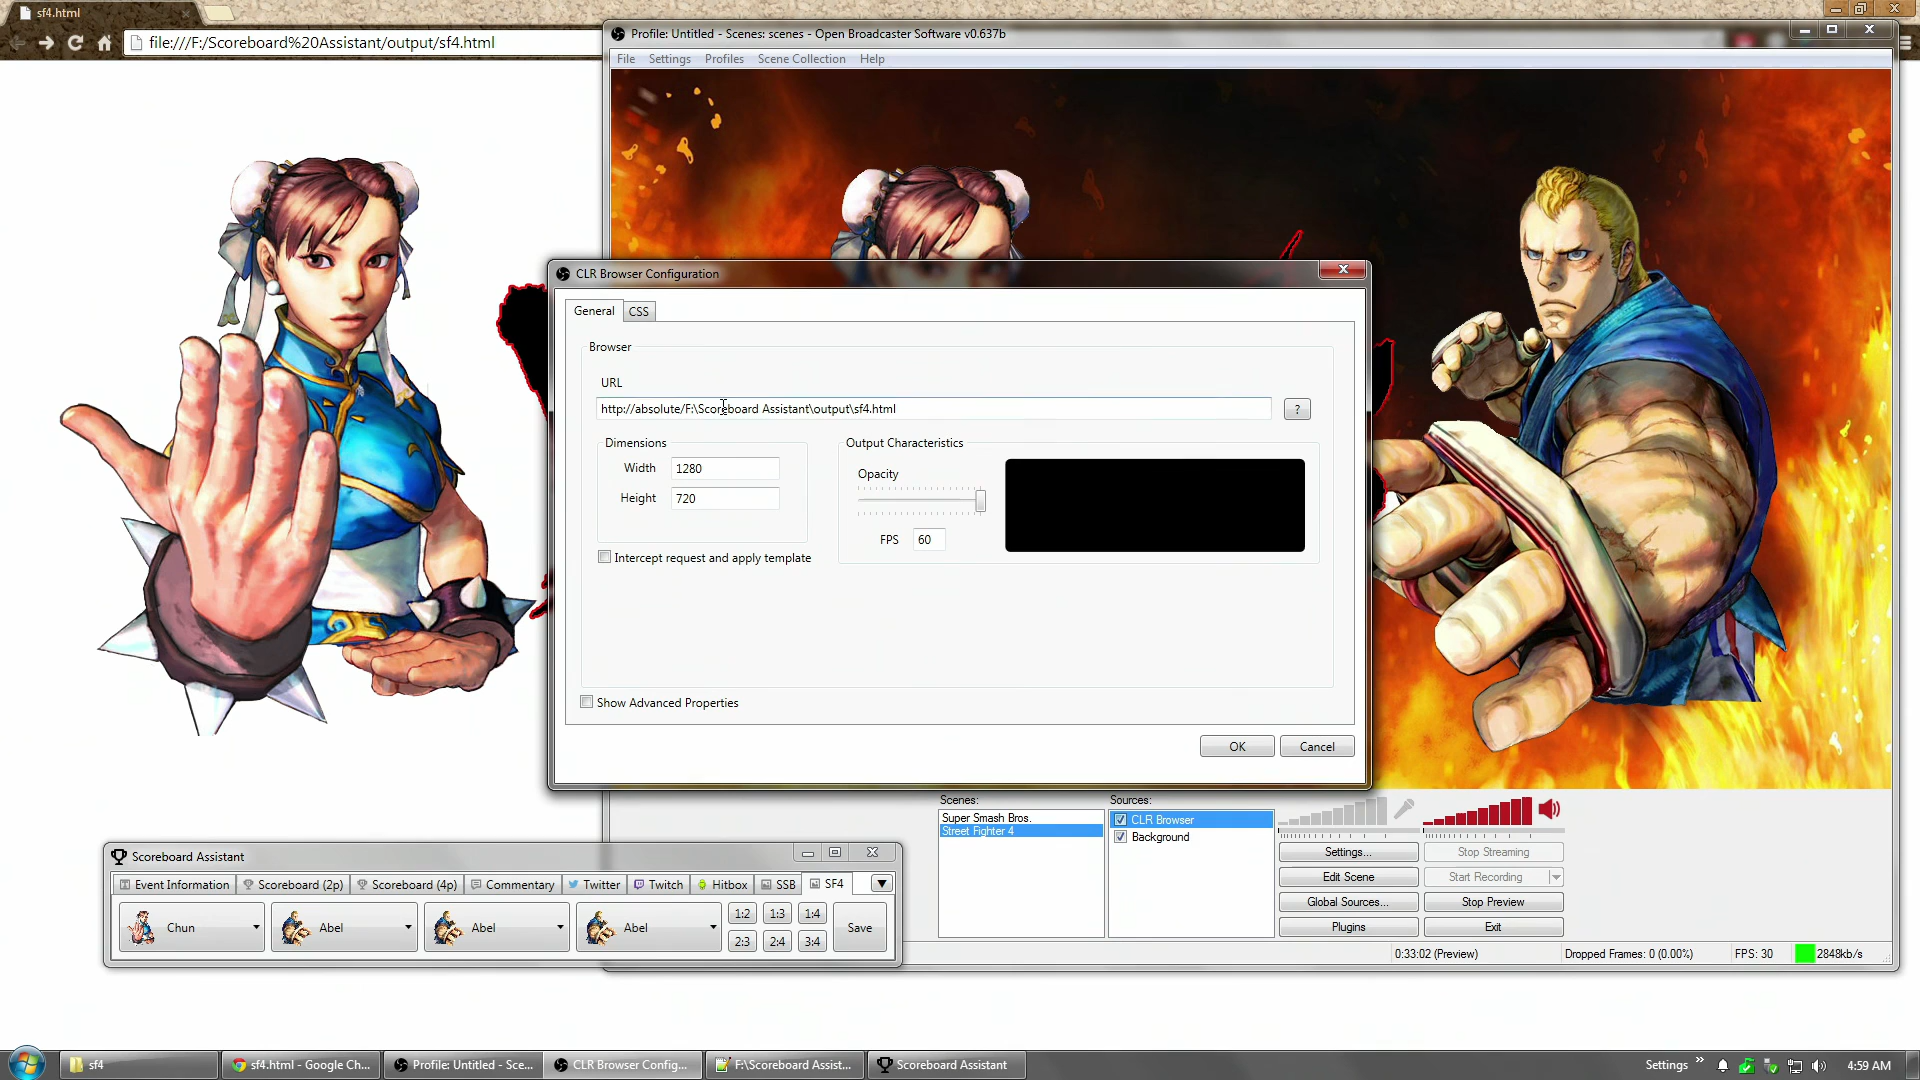 sf4.html
file:///F:/Scoreboard%20Assistant/output/sf4.html
Profile: Untitled - Scenes: scenes - Open Broadcaster Software v0.637b
File Settings Profiles Scene Collection Help
CLR Browser Configuration
General CSS
Browser
URL
http://absolute/F:\Scoreboard Assistant\output\sf4.html
?
Dimensions
Width 1280
Height 720
Intercept request and apply template
Output Characteristics
Opacity
FPS 60
Show Advanced Properties
OK Cancel
Scenes:
Super Smash Bros.
Street Fighter 4
Sources:
CLR Browser
Background
Settings... Stop Streaming
Edit Scene Start Recording
Global Sources... Stop Preview
Plugins Exit
0:33:02 (Preview) Dropped Frames: 0 (0.00%) FPS: 30 2848kb/s
Scoreboard Assistant
Event Information Scoreboard (2p) Scoreboard (4p) Commentary Twitter Twitch Hitbox SSB SF4
Chun Abel Abel Abel
1:2 1:3 1:4
2:3 2:4 3:4
Save
sf4 sf4.html - Google Ch... Profile: Untitled - Sce... CLR Browser Config... F:\Scoreboard Assist... Scoreboard Assistant Settings 4:59 AM